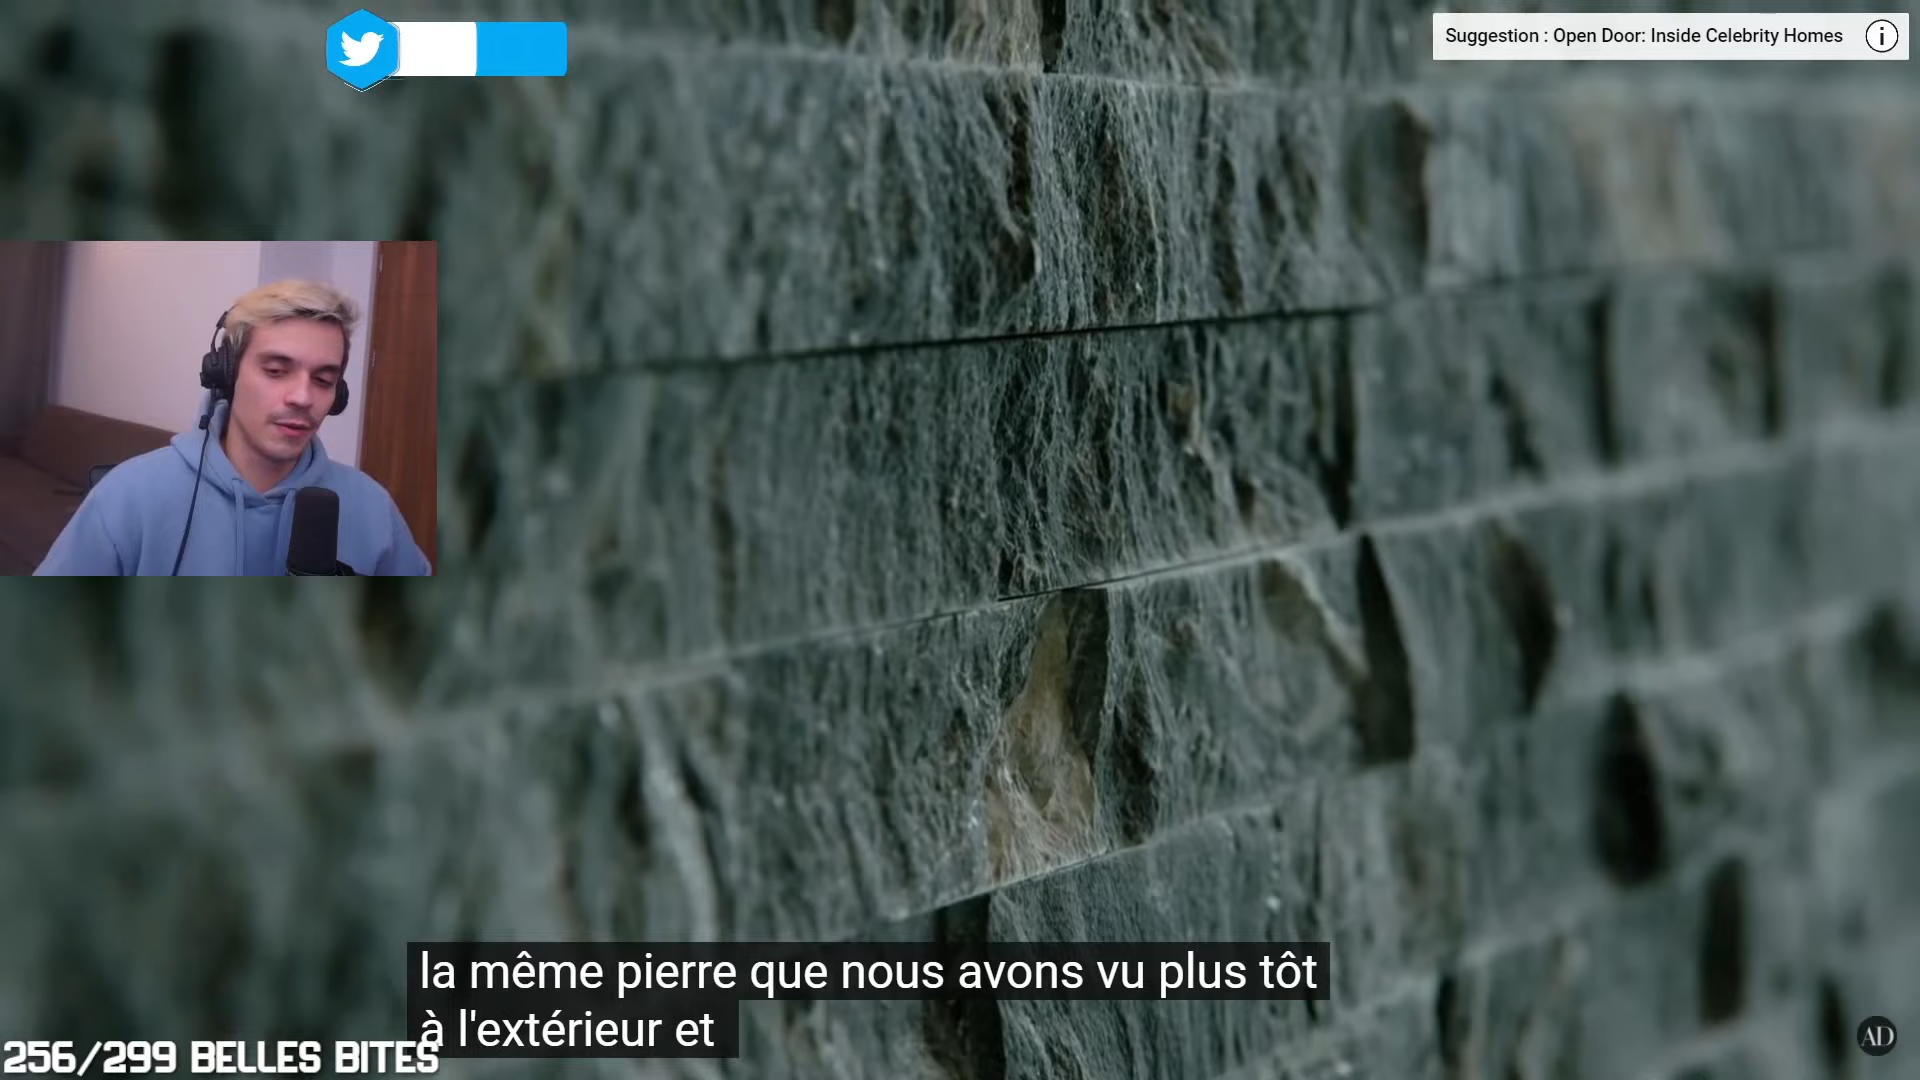 Suggestion : Open Door: Inside Celebrity Homes
la même pierre que nous avons vu plus tôt
à l'extérieur et
256/299 BELLES BITES
AD